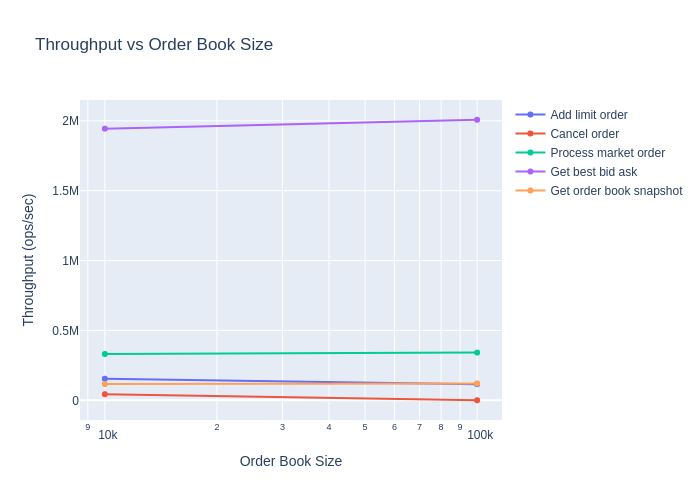 Throughput vs Order Book Size
Add limit order
Cancel order
Process market order
Get best bid ask
Get order book snapshot
2M
1.5M
1M
0.5M
0
Throughput (ops/sec)
9 2 3 4 5 6 7 8 9
10k 100k
Order Book Size